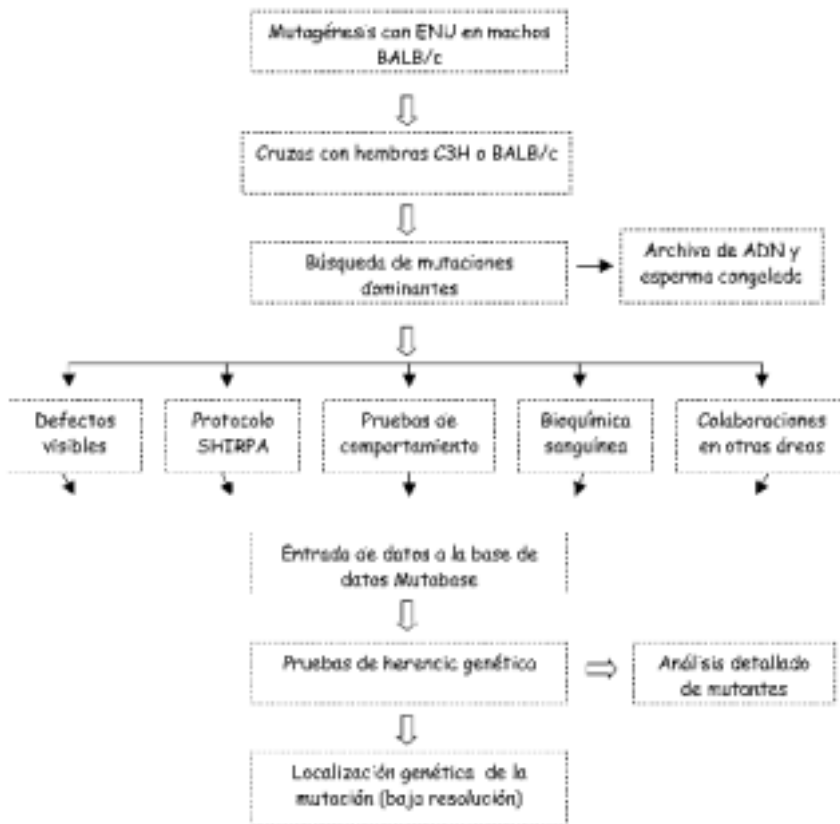 Mutagénesis con ENU en machos
BALB/c
Cruzas con hembras C3H o BALB/c
Búsqueda de mutaciones
dominantes
Archivo de ADN y
esperma congelado
Defectos
visibles
Protocolo
SHIRPA
Pruebas de
comportamiento
Bioquímica
sanguínea
Colaboraciones
en otras áreas
Entrada de datos a la base de
datos Mutabase
Pruebas de herencia genética
Análisis detallado
de mutantes
Localización genética de la
mutación (baja resolución)